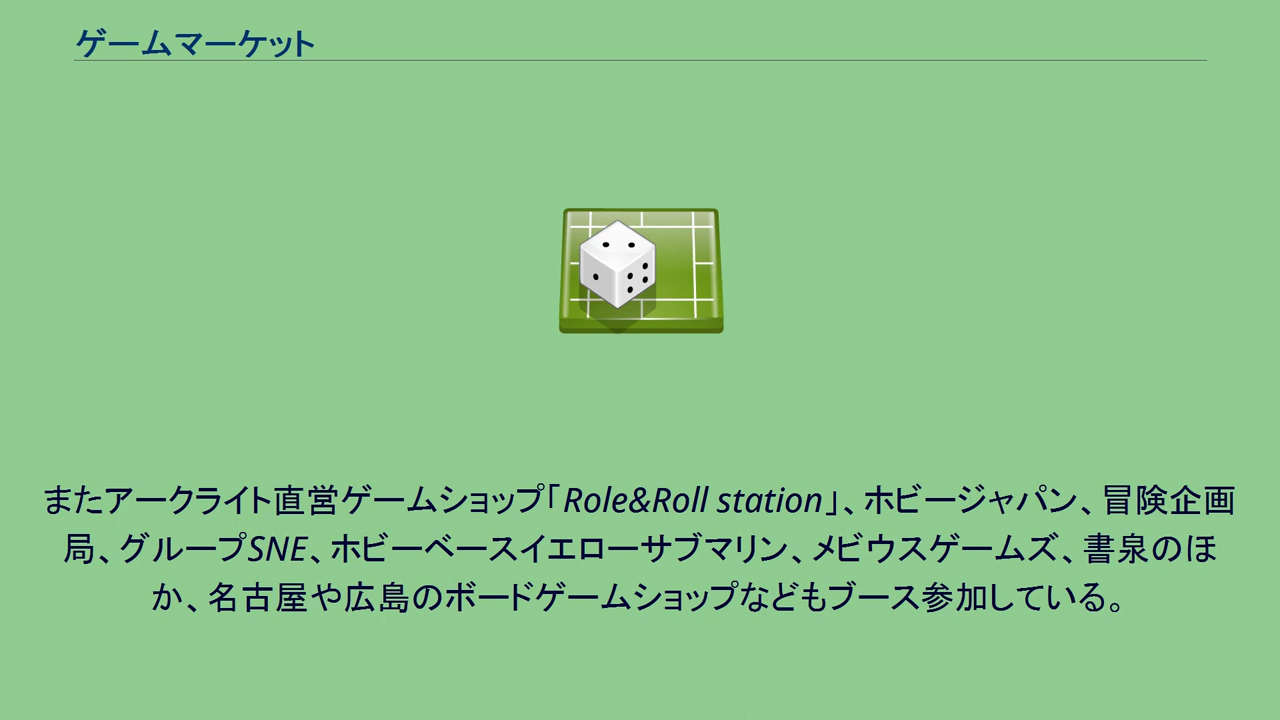 ゲームマーケット
またアークライト直営ゲームショップ「Role&Roll station」、ホビージャパン、冒険企画
局、グループSNE、ホビーベースイエローサブマリン、メビウスゲームズ、書泉のほ
か、名古屋や広島のボードゲームショップなどもブース参加している。